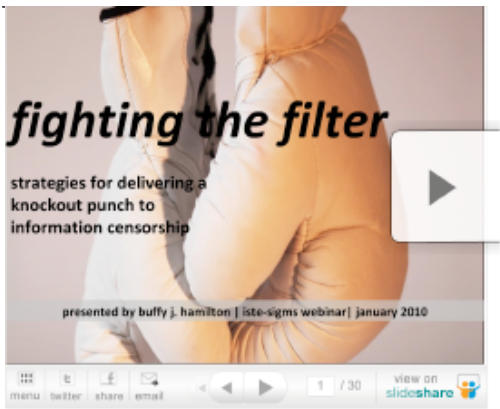 fighting the filter
strategies for delivering a
knockout punch to
information censorship
presented by buffy j. hamilton | iste-sigms webinar| january 2010
menu twitter share email 1 / 30 view on
slideshare